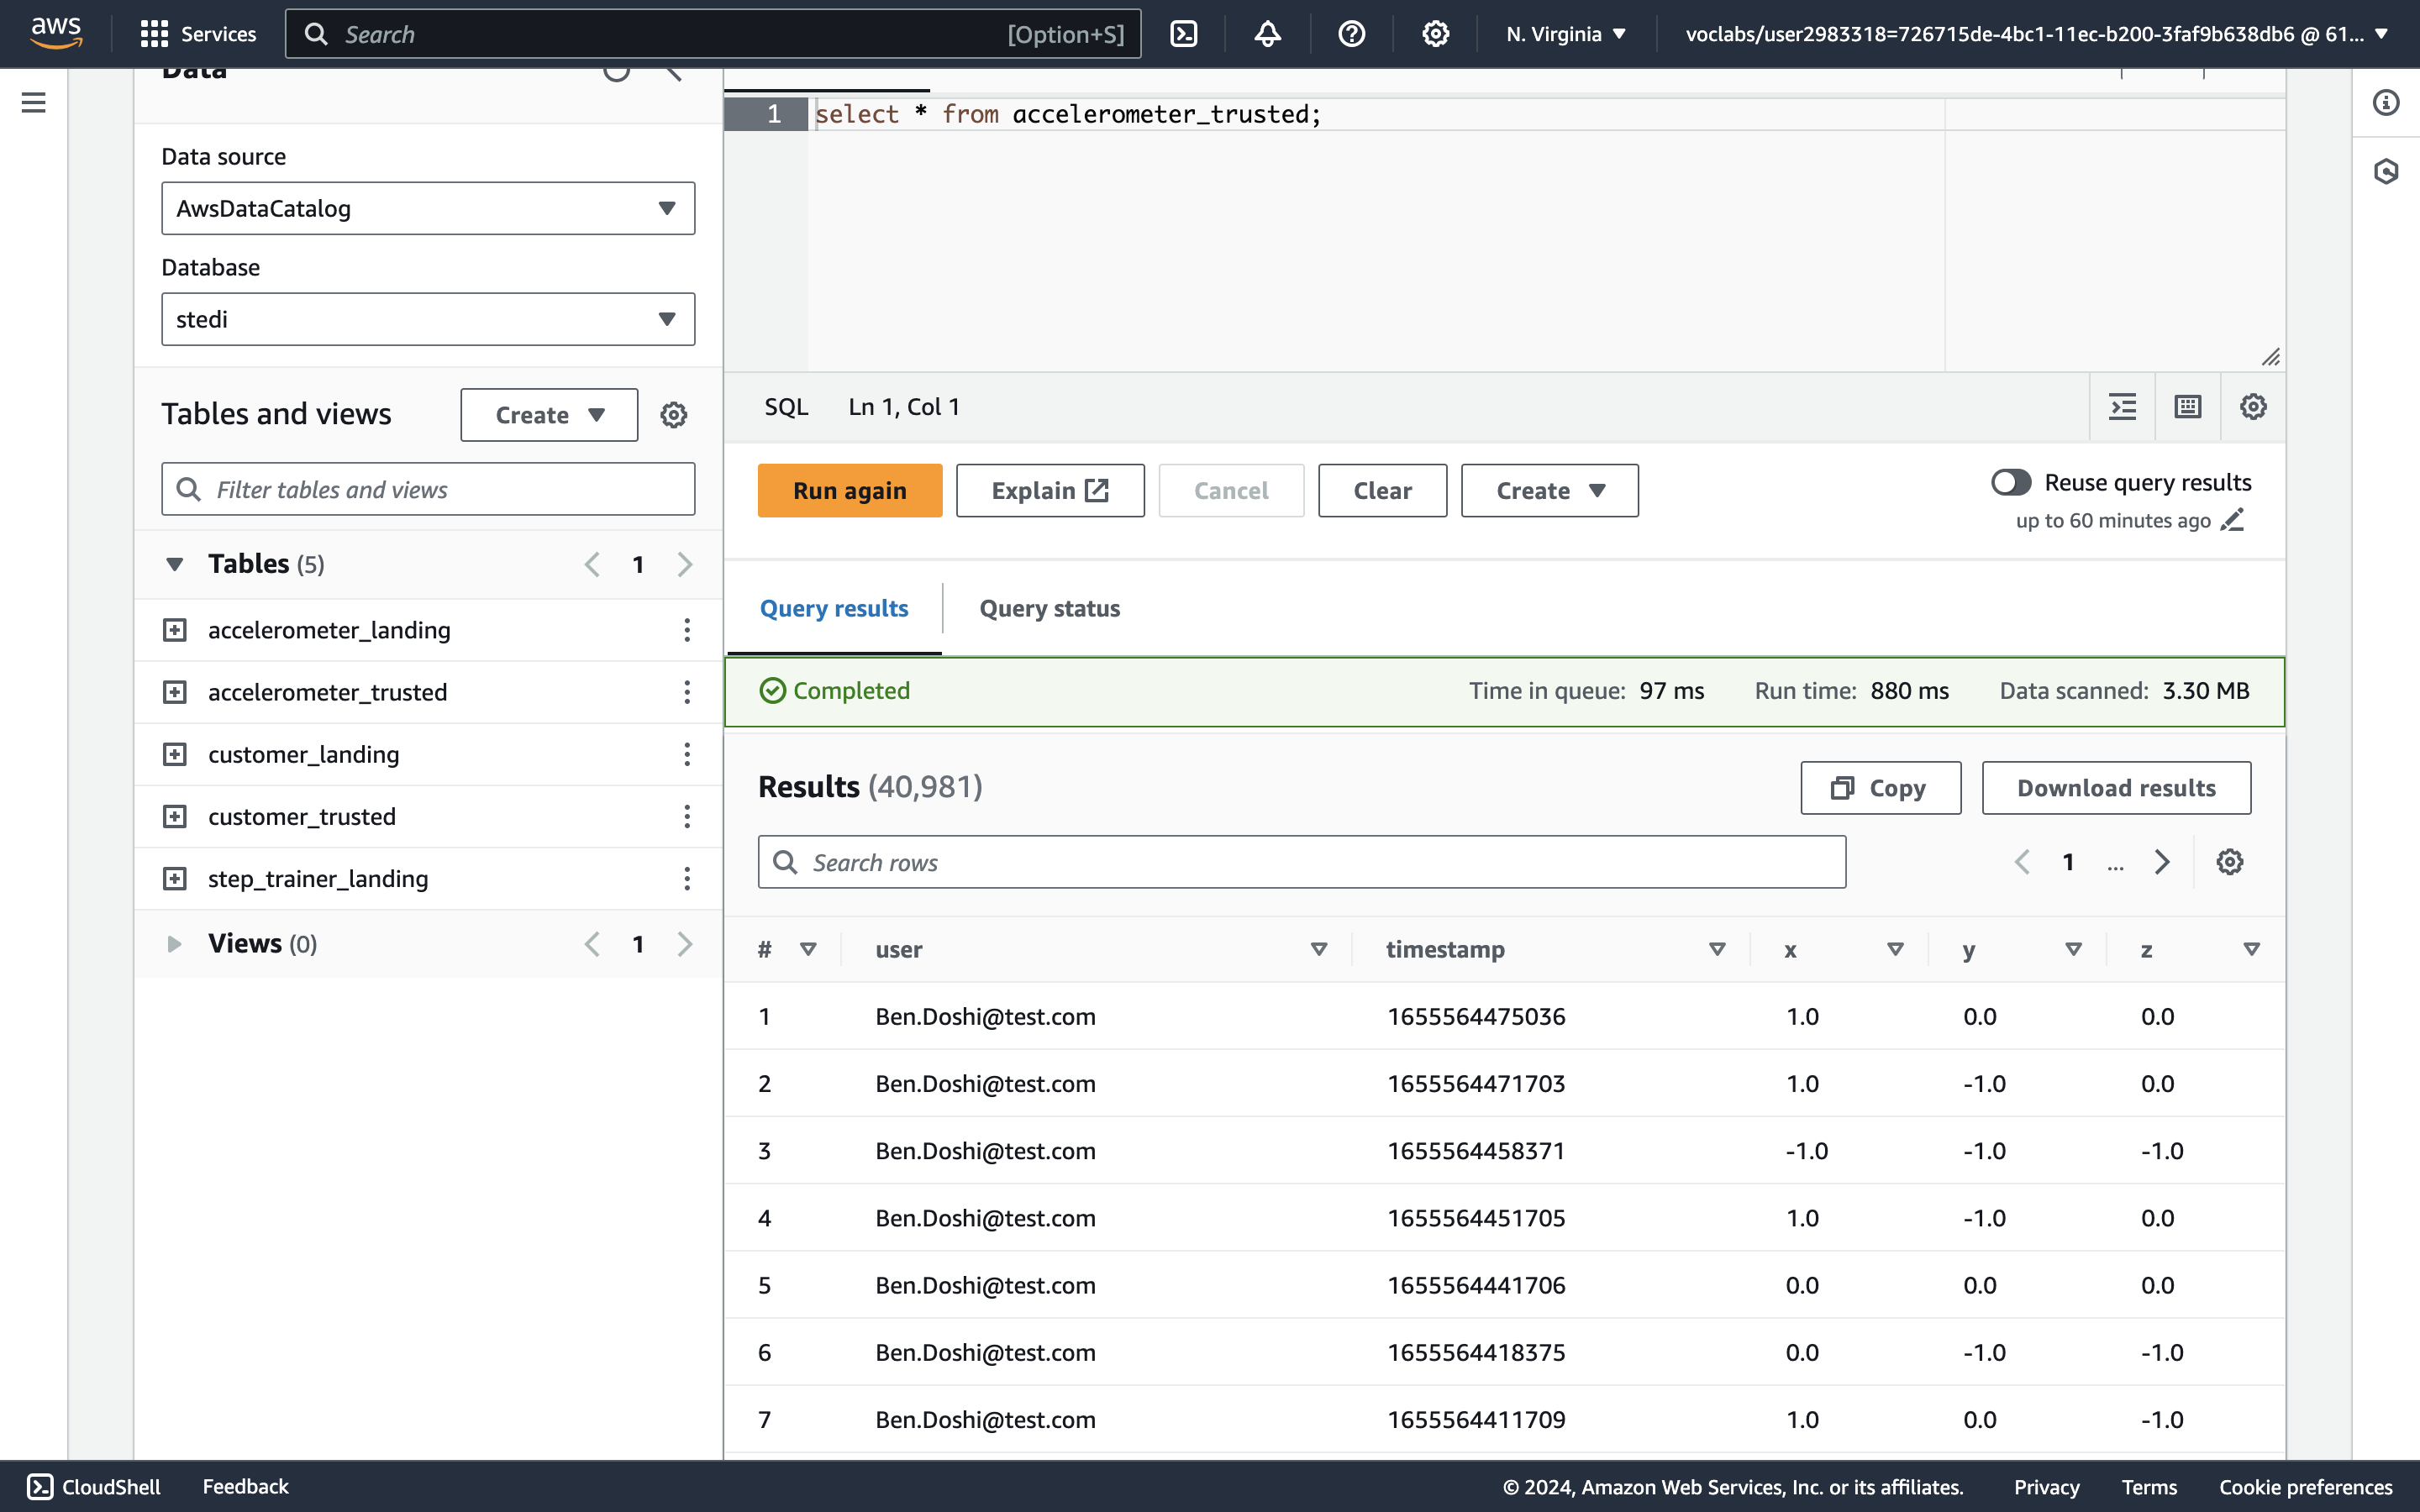 aws
Services
Search
[Option+S]
N. Virginia
voclabs/user2983318=726715de-4bc1-11ec-b200-3faf9b638db6 @ 61...
Data
Data source
AwsDataCatalog
Database
stedi
Tables and views
Create
Filter tables and views
Tables (5)
1
accelerometer_landing
accelerometer_trusted
customer_landing
customer_trusted
step_trainer_landing
Views (0)
1
1
select * from accelerometer_trusted;
SQL
Ln 1, Col 1
Run again
Explain
Cancel
Clear
Create
Reuse query results
up to 60 minutes ago
Query results
Query status
Completed
Time in queue: 97 ms
Run time: 880 ms
Data scanned: 3.30 MB
Results (40,981)
Copy
Download results
Search rows
1 ...
# user timestamp x y z
1 Ben.Doshi@test.com 1655564475036 1.0 0.0 0.0
2 Ben.Doshi@test.com 1655564471703 1.0 -1.0 0.0
3 Ben.Doshi@test.com 1655564458371 -1.0 -1.0 -1.0
4 Ben.Doshi@test.com 1655564451705 1.0 -1.0 0.0
5 Ben.Doshi@test.com 1655564441706 0.0 0.0 0.0
6 Ben.Doshi@test.com 1655564418375 0.0 -1.0 -1.0
7 Ben.Doshi@test.com 1655564411709 1.0 0.0 -1.0
CloudShell
Feedback
© 2024, Amazon Web Services, Inc. or its affiliates.
Privacy
Terms
Cookie preferences